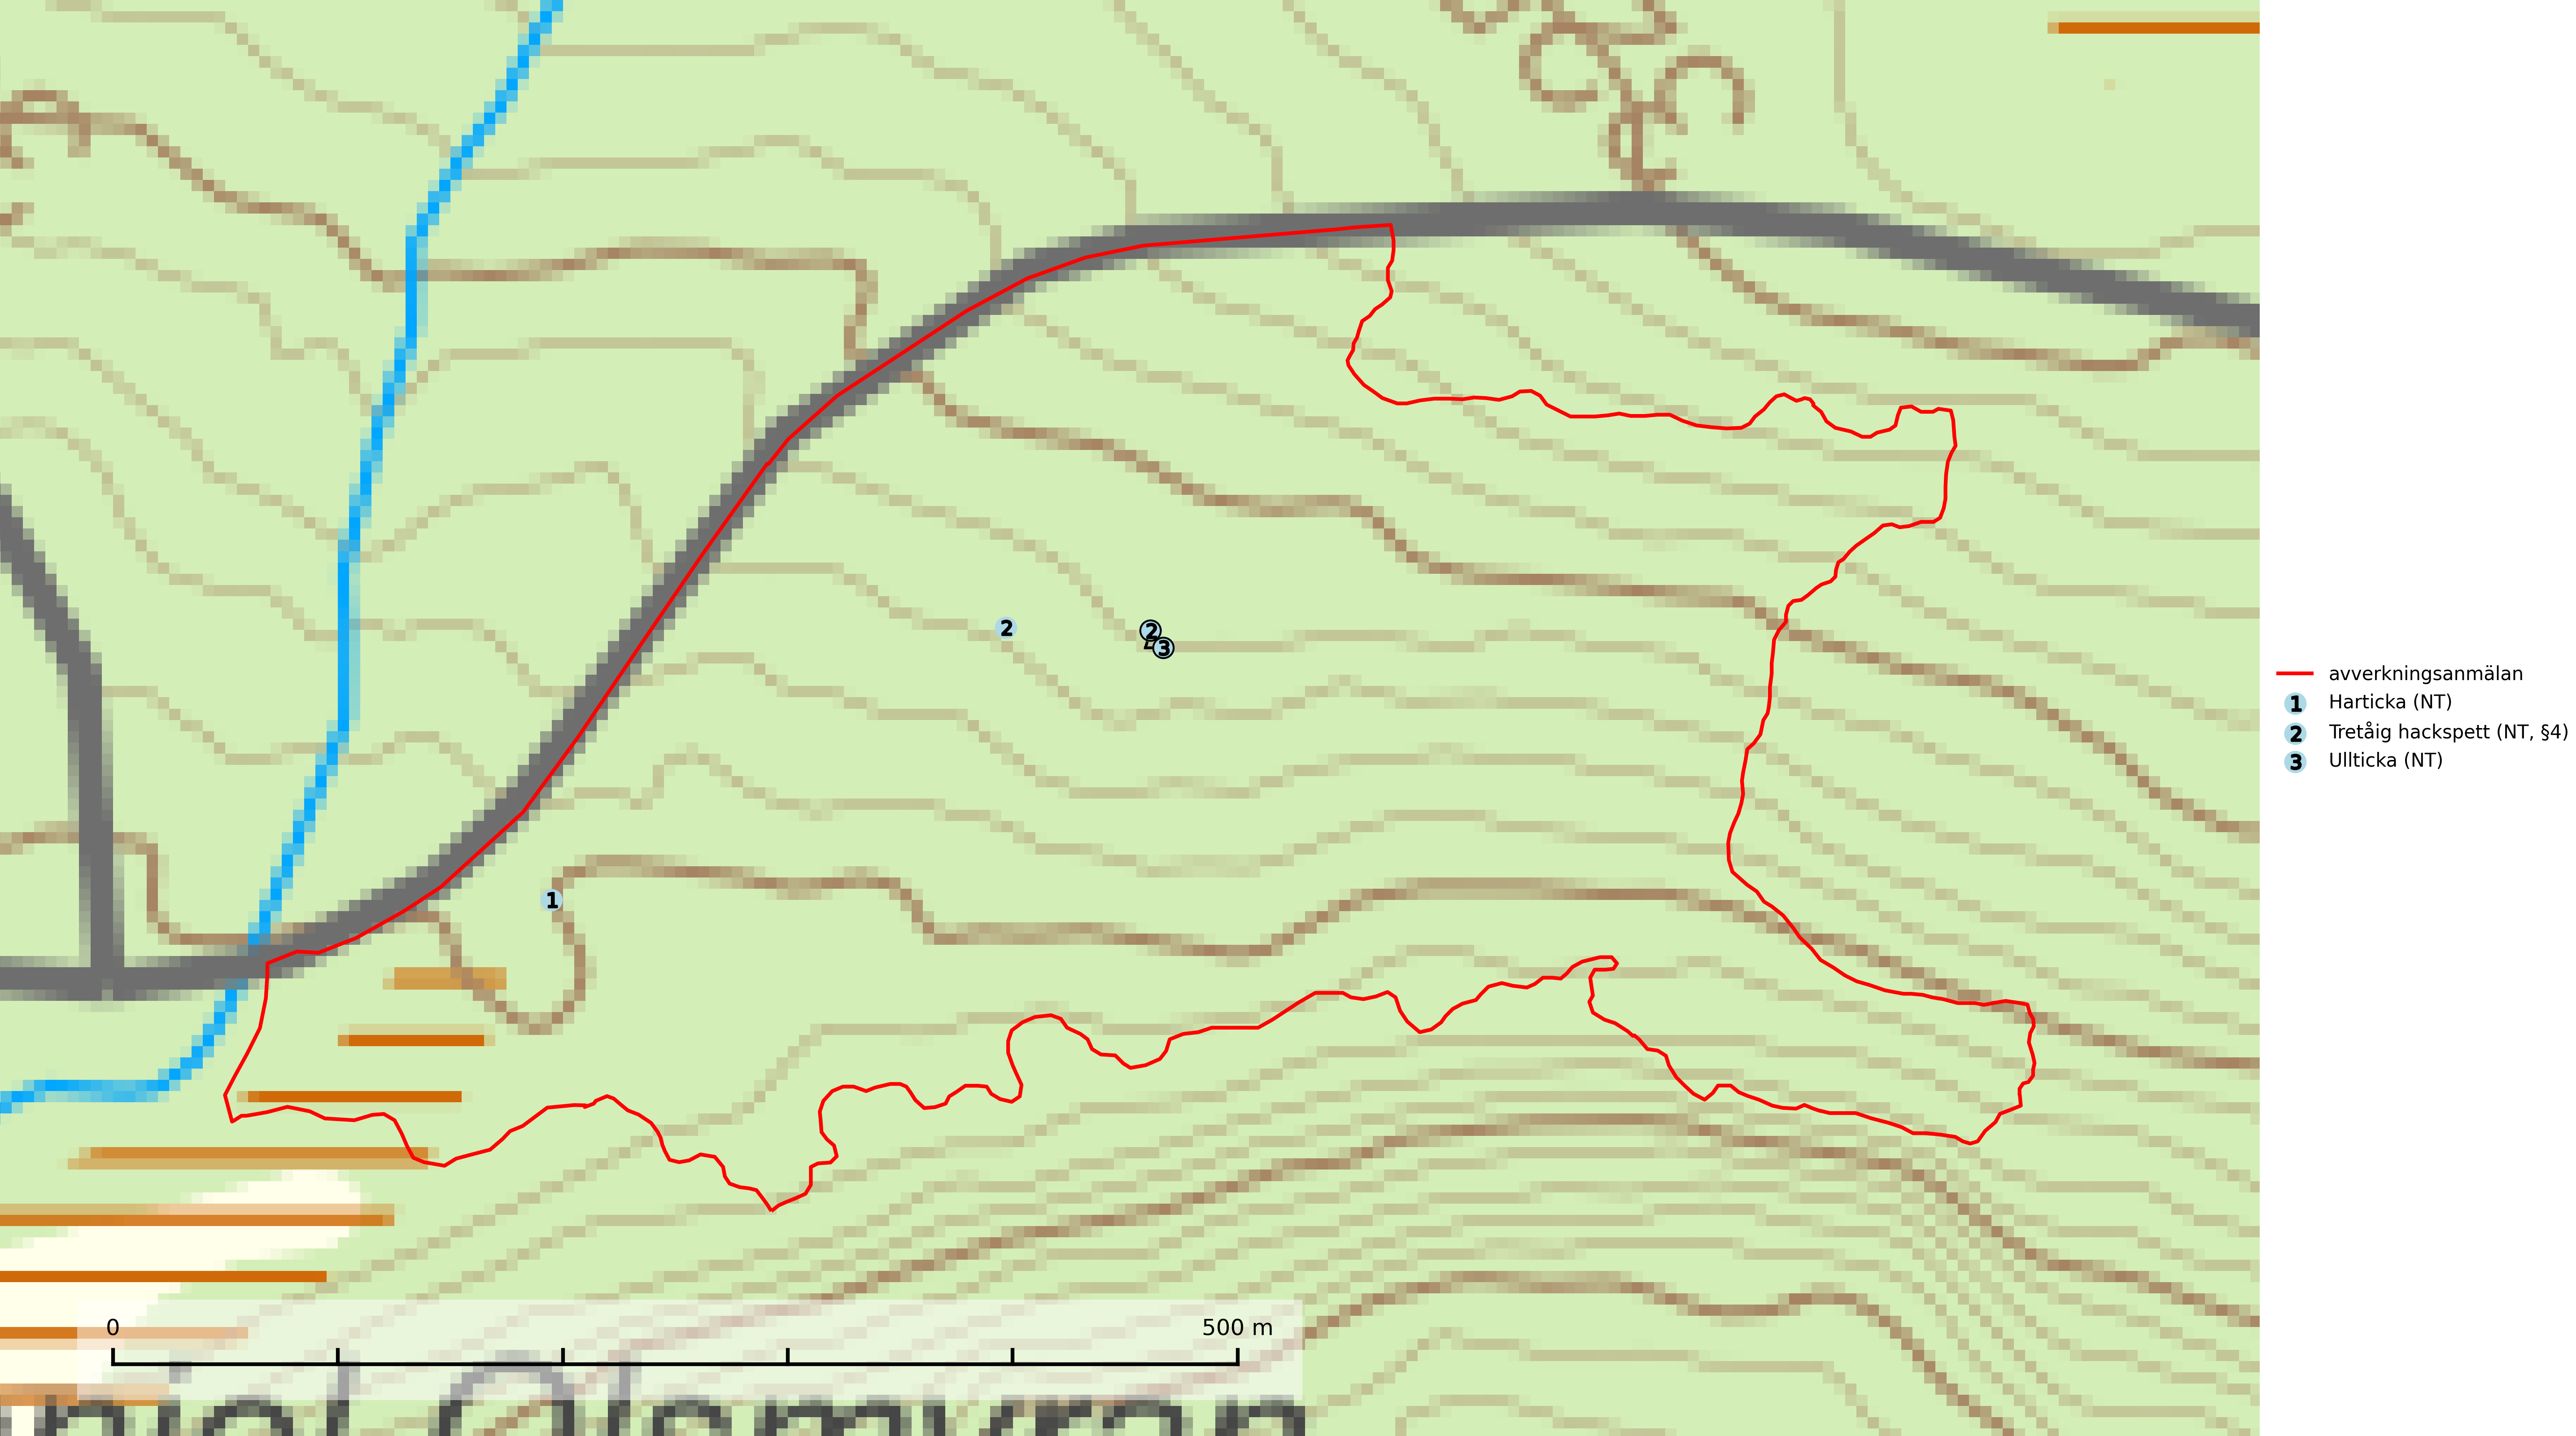 2
2
3
1
avverkningsanmälan
1 Harticka (NT)
2 Tretåig hackspett (NT, §4)
3 Ullticka (NT)
0 500 m